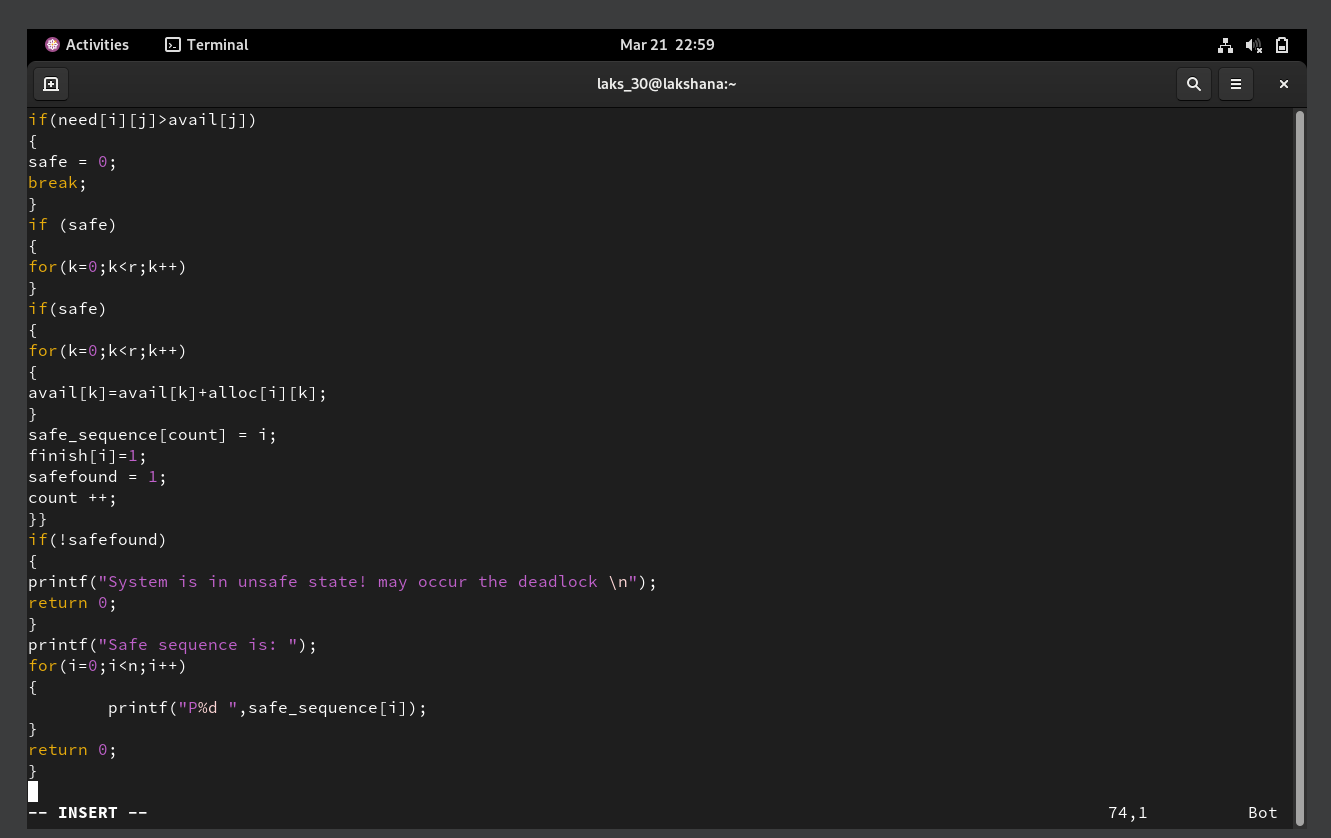 Activities Terminal Mar 21 22:59
laks_30@lakshana:~
if(need[i][j]>avail[j])
{
safe = 0;
break;
}
if (safe)
{
for(k=0;k<r;k++)
}
if(safe)
{
for(k=0;k<r;k++)
{
avail[k]=avail[k]+alloc[i][k];
}
safe_sequence[count] = i;
finish[i]=1;
safefound = 1;
count ++;
}}
if(!safefound)
{
printf("System is in unsafe state! may occur the deadlock \n");
return 0;
}
printf("Safe sequence is: ");
for(i=0;i<n;i++)
{
        printf("P%d ",safe_sequence[i]);
}
return 0;
}
-- INSERT -- 74,1 Bot